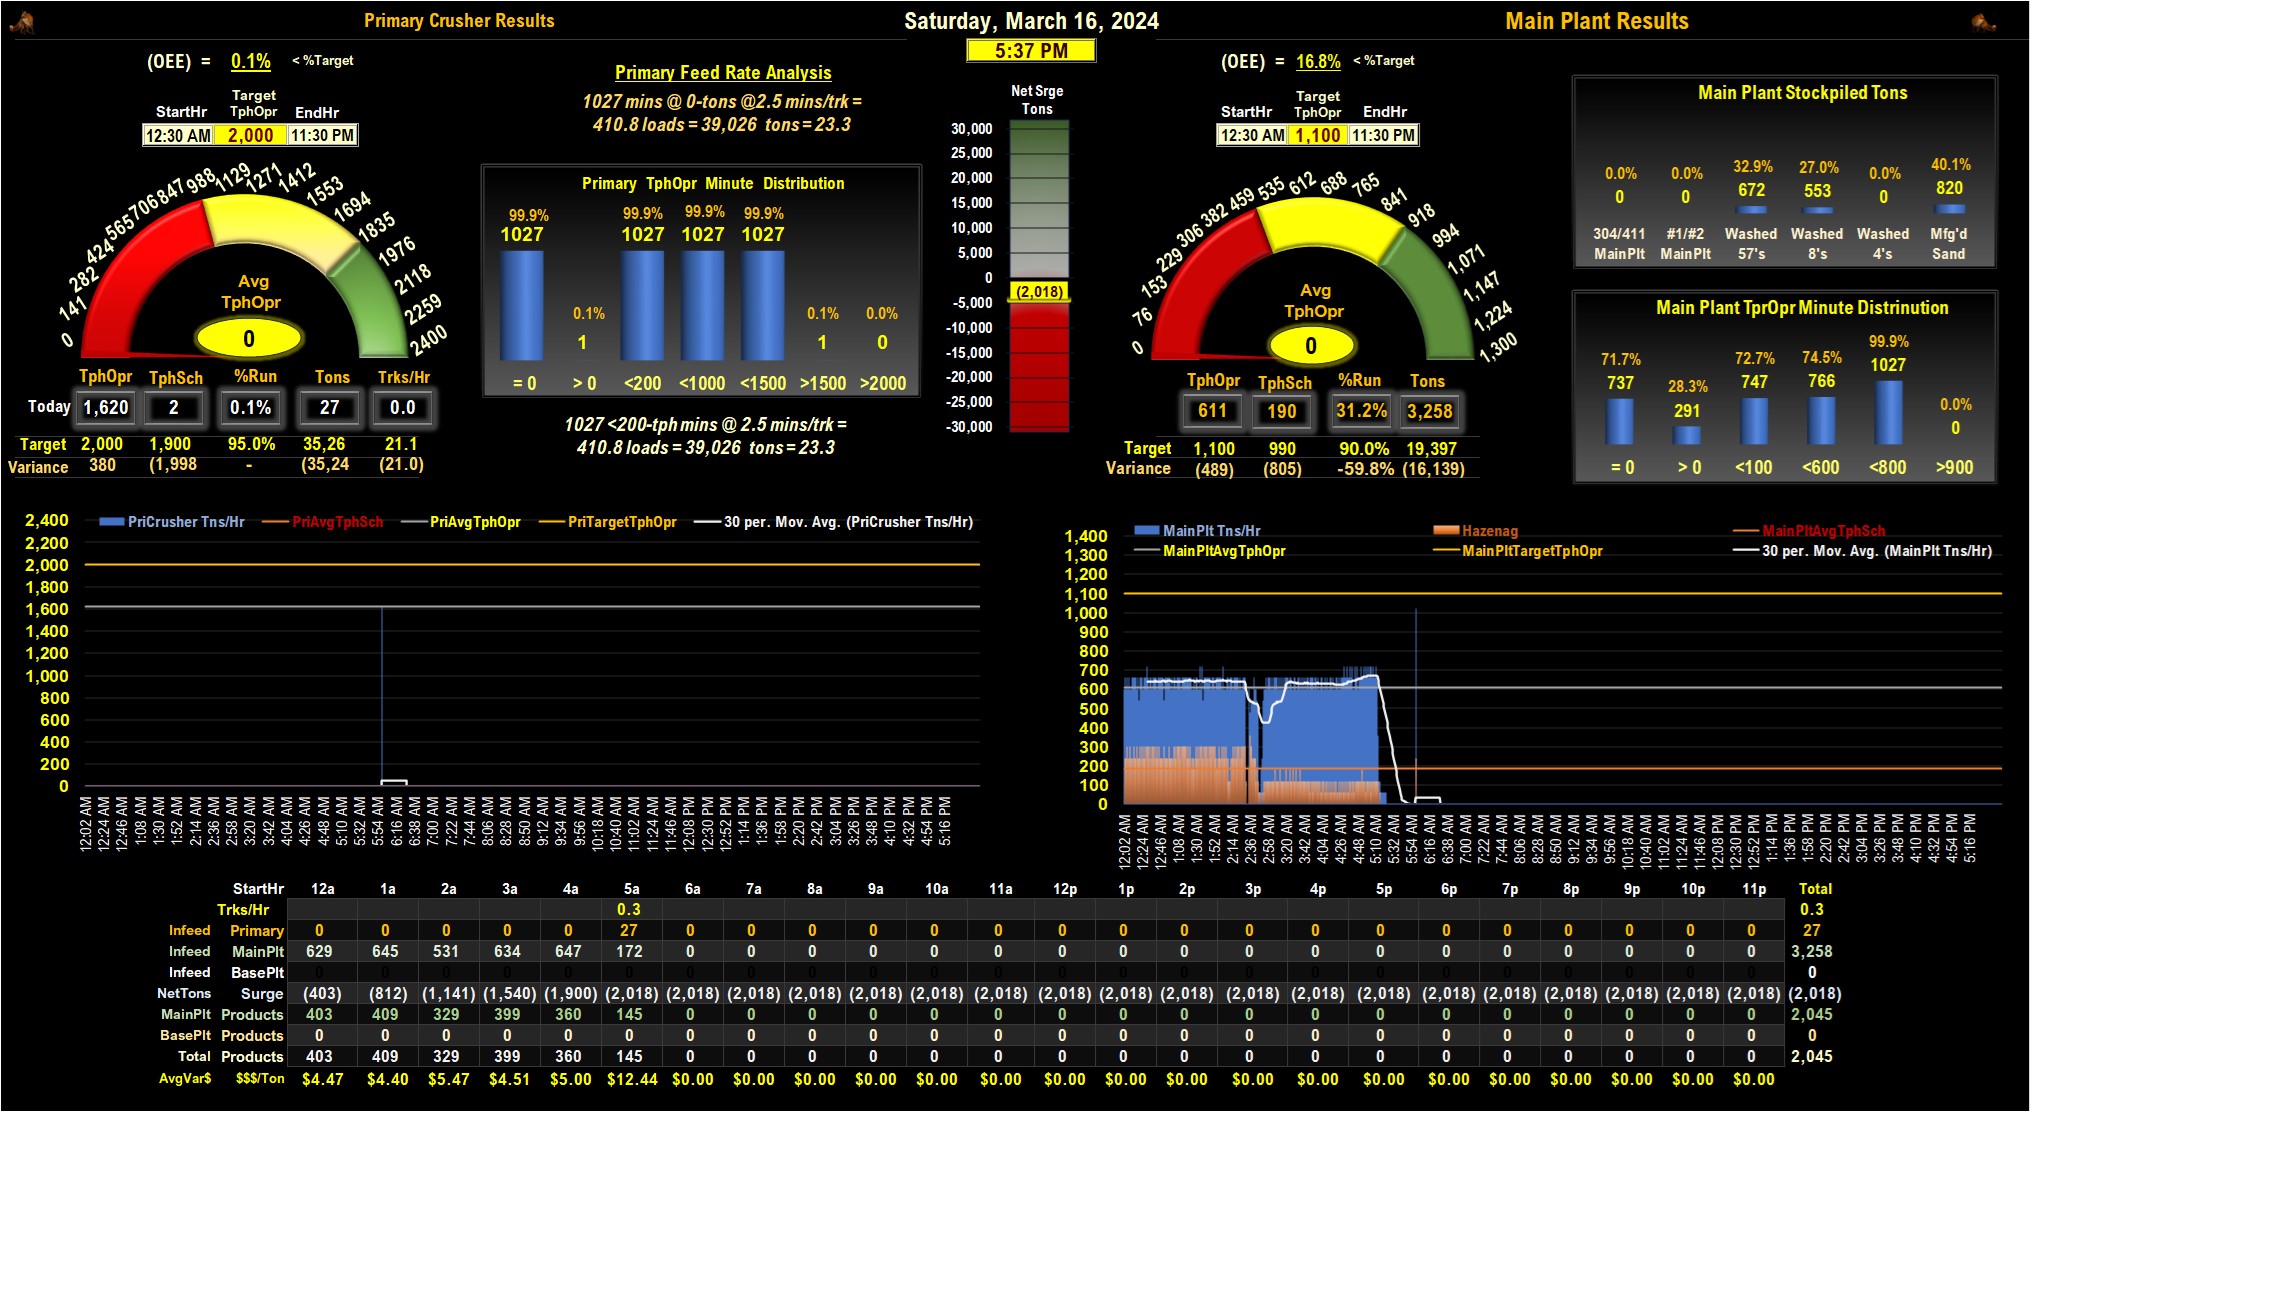 Primary Crusher Results
Saturday, March 16, 2024
Main Plant Results
5:37 PM
(OEE) = 0.1% < %Target
StartHr Target TphOpr EndHr
12:30 AM 2,000 11:30 PM
0 141 282 424 565 706 847 988 1129 1271 1412 1553 1694 1835 1976 2118 2259 2400
Avg
TphOpr
0
TphOpr TphSch %Run Tons Trks/Hr
Today 1,620 2 0.1% 27 0.0
Target 2,000 1,900 95.0% 35,26 21.1
Variance 380 (1,998 - (35,24 (21.0)
Primary Feed Rate Analysis
1027 mins @ 0-tons @2.5 mins/trk =
410.8 loads = 39,026 tons = 23.3
Primary TphOpr Minute Distribution
99.9% 0.1% 99.9% 99.9% 99.9% 0.1% 0.0%
1027 1 1027 1027 1027 1 0
= 0 > 0 <200 <1000 <1500 >1500 >2000
1027 <200-tph mins @ 2.5 mins/trk =
410.8 loads = 39,026 tons = 23.3
Net Srge
Tons
30,000
25,000
20,000
15,000
10,000
5,000
0
(2,018)
-5,000
-10,000
-15,000
-20,000
-25,000
-30,000
(OEE) = 16.8% < %Target
StartHr Target TphOpr EndHr
12:30 AM 1,100 11:30 PM
0 76 153 229 306 382 459 535 612 688 765 841 918 994 1,071 1,147 1,224 1,300
Avg
TphOpr
0
TphOpr TphSch %Run Tons
611 190 31.2% 3,258
Target 1,100 990 90.0% 19,397
Variance (489) (805) -59.8% (16,139)
Main Plant Stockpiled Tons
0.0% 0.0% 32.9% 27.0% 0.0% 40.1%
0 0 672 553 0 820
304/411 #1/#2 Washed Washed Washed Mfg'd
MainPlt MainPlt 57's 8's 4's Sand
Main Plant TprOpr Minute Distrinution
71.7% 28.3% 72.7% 74.5% 99.9% 0.0%
737 291 747 766 1027 0
= 0 > 0 <100 <600 <800 >900
PriCrusher Tns/Hr PriAvgTphSch PriAvgTphOpr PriTargetTphOpr 30 per. Mov. Avg. (PriCrusher Tns/Hr)
2,400
2,200
2,000
1,800
1,600
1,400
1,200
1,000
800
600
400
200
0
12:02 AM 12:24 AM 12:46 AM 1:08 AM 1:30 AM 1:52 AM 2:14 AM 2:36 AM 2:58 AM 3:20 AM 3:42 AM 4:04 AM 4:26 AM 4:48 AM 5:10 AM 5:32 AM 5:54 AM 6:16 AM 6:38 AM 7:00 AM 7:22 AM 7:44 AM 8:06 AM 8:28 AM 8:50 AM 9:12 AM 9:34 AM 9:56 AM 10:18 AM 10:40 AM 11:02 AM 11:24 AM 11:46 AM 12:08 PM 12:30 PM 12:52 PM 1:14 PM 1:36 PM 1:58 PM 2:20 PM 2:42 PM 3:04 PM 3:26 PM 3:48 PM 4:10 PM 4:32 PM 4:54 PM 5:16 PM
MainPlt Tns/Hr Hazenag MainPltAvgTphSch
MainPltAvgTphOpr MainPltTargetTphOpr 30 per. Mov. Avg. (MainPlt Tns/Hr)
1,400
1,300
1,200
1,100
1,000
900
800
700
600
500
400
300
200
100
0
12:02 AM 12:24 AM 12:46 AM 1:08 AM 1:30 AM 1:52 AM 2:14 AM 2:36 AM 2:58 AM 3:20 AM 3:42 AM 4:04 AM 4:26 AM 4:48 AM 5:10 AM 5:32 AM 5:54 AM 6:16 AM 6:38 AM 7:00 AM 7:22 AM 7:44 AM 8:06 AM 8:28 AM 8:50 AM 9:12 AM 9:34 AM 9:56 AM 10:18 AM 10:40 AM 11:02 AM 11:24 AM 11:46 AM 12:08 PM 12:30 PM 12:52 PM 1:14 PM 1:36 PM 1:58 PM 2:20 PM 2:42 PM 3:04 PM 3:26 PM 3:48 PM 4:10 PM 4:32 PM 4:54 PM 5:16 PM
StartHr 12a 1a 2a 3a 4a 5a 6a 7a 8a 9a 10a 11a 12p 1p 2p 3p 4p 5p 6p 7p 8p 9p 10p 11p Total
Trks/Hr 0.3 0.3
Infeed Primary 0 0 0 0 0 27 0 0 0 0 0 0 0 0 0 0 0 0 0 0 0 0 0 0 27
Infeed MainPlt 629 645 531 634 647 172 0 0 0 0 0 0 0 0 0 0 0 0 0 0 0 0 0 0 3,258
Infeed BasePlt 0 0 0 0 0 0 0 0 0 0 0 0 0 0 0 0 0 0 0 0 0 0 0 0 0
NetTons Surge (403) (812) (1,141) (1,540) (1,900) (2,018) (2,018) (2,018) (2,018) (2,018) (2,018) (2,018) (2,018) (2,018) (2,018) (2,018) (2,018) (2,018) (2,018) (2,018) (2,018) (2,018) (2,018) (2,018) (2,018)
MainPlt Products 403 409 329 399 360 145 0 0 0 0 0 0 0 0 0 0 0 0 0 0 0 0 0 0 2,045
BasePlt Products 0 0 0 0 0 0 0 0 0 0 0 0 0 0 0 0 0 0 0 0 0 0 0 0 0
Total Products 403 409 329 399 360 145 0 0 0 0 0 0 0 0 0 0 0 0 0 0 0 0 0 0 2,045
AvgVar$ $$$/Ton $4.47 $4.40 $5.47 $4.51 $5.00 $12.44 $0.00 $0.00 $0.00 $0.00 $0.00 $0.00 $0.00 $0.00 $0.00 $0.00 $0.00 $0.00 $0.00 $0.00 $0.00 $0.00 $0.00 $0.00